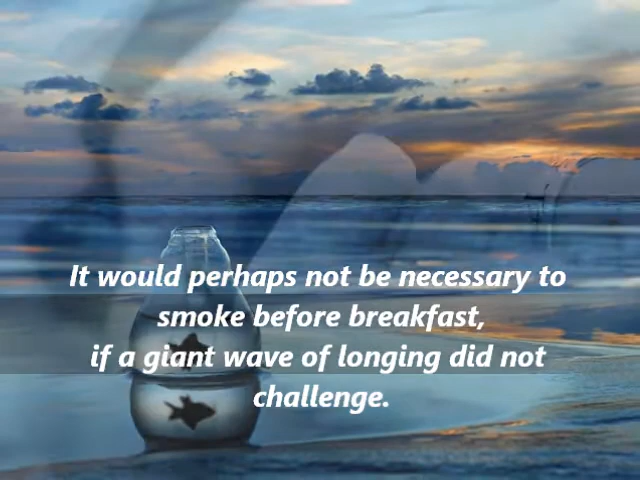 It would perhaps not be necessary to
smoke before breakfast,
if a giant wave of longing did not
challenge.